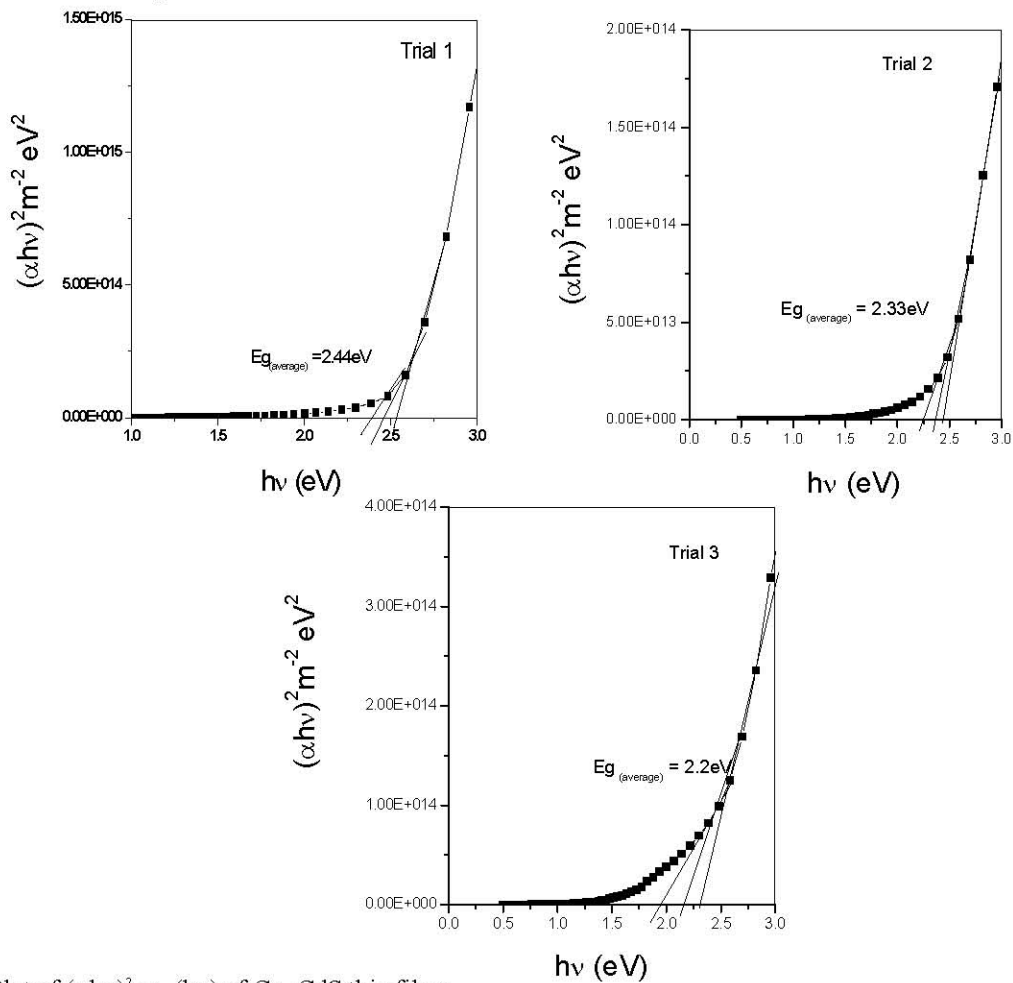 1.50E+015
Trial 1
1.00E+015
(αhν)²m⁻² eV²
5.00E+014
Eg(average) =2.44eV
0.00E+000
1.0 1.5 2.0 2.5 3.0
hν (eV)
2.00E+014
Trial 2
1.50E+014
(αhν)²m⁻² eV²
1.00E+014
Eg (average) = 2.33eV
5.00E+013
0.00E+000
0.0 0.5 1.0 1.5 2.0 2.5 3.0
hν (eV)
4.00E+014
Trial 3
3.00E+014
(αhν)²m⁻² eV²
2.00E+014
Eg (average) = 2.2eV
1.00E+014
0.00E+000
0.0 0.5 1.0 1.5 2.0 2.5 3.0
hν (eV)